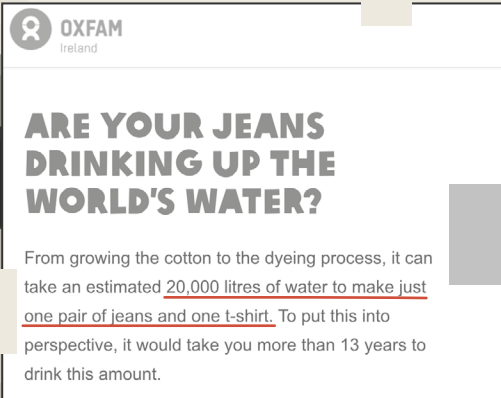 OXFAM
Ireland
ARE YOUR JEANS
DRINKING UP THE
WORLD'S WATER?
From growing the cotton to the dyeing process, it can
take an estimated 20,000 litres of water to make just
one pair of jeans and one t-shirt. To put this into
perspective, it would take you more than 13 years to
drink this amount.